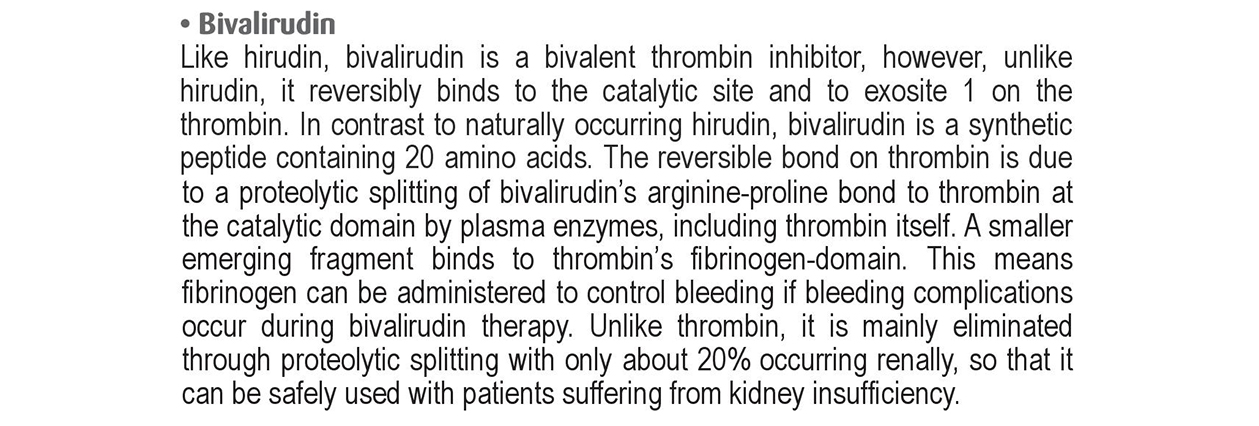 • Bivalirudin
Like hirudin, bivalirudin is a bivalent thrombin inhibitor, however, unlike
hirudin, it reversibly binds to the catalytic site and to exosite 1 on the
thrombin. In contrast to naturally occurring hirudin, bivalirudin is a synthetic
peptide containing 20 amino acids. The reversible bond on thrombin is due
to a proteolytic splitting of bivalirudin’s arginine-proline bond to thrombin at
the catalytic domain by plasma enzymes, including thrombin itself. A smaller
emerging fragment binds to thrombin’s fibrinogen-domain. This means
fibrinogen can be administered to control bleeding if bleeding complications
occur during bivalirudin therapy. Unlike thrombin, it is mainly eliminated
through proteolytic splitting with only about 20% occurring renally, so that it
can be safely used with patients suffering from kidney insufficiency.